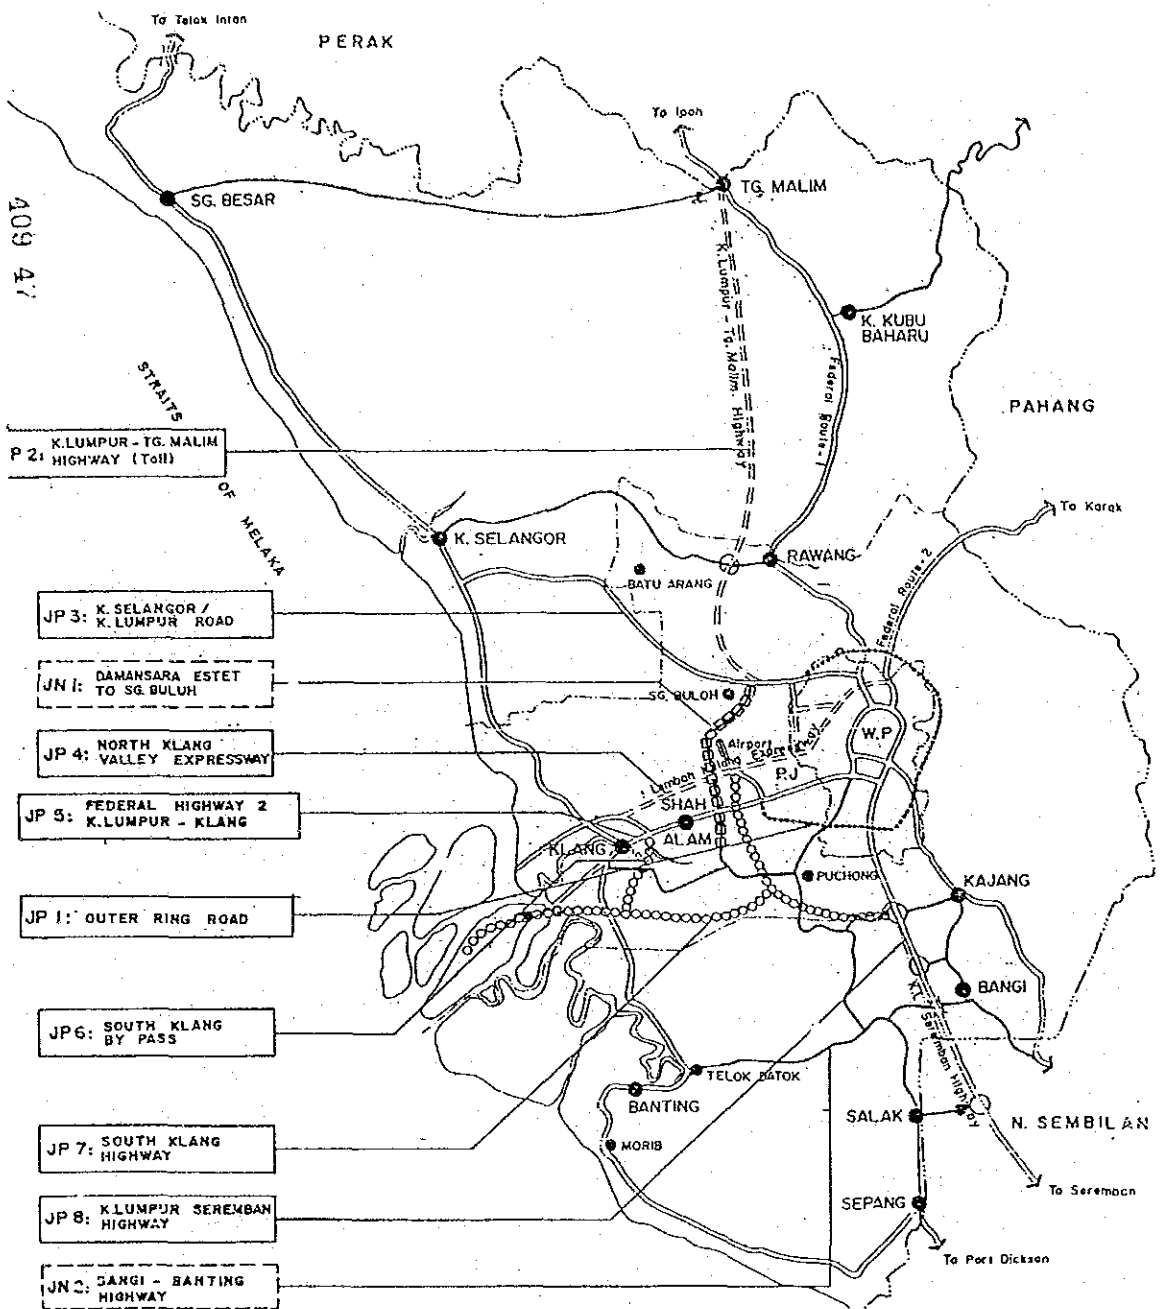 To Telok Intan
PERAK
To Ipoh
TG. MALIM
SG. BESAR
409 47
K. KUBU
BAHARU
K.Lumpur - Tg. Malim. Highway
Federal Route-1
STRAITS
OF
MELAKA
PAHANG
P 2: K.LUMPUR - TG. MALIM
HIGHWAY (Toll)
To Karak
K. SELANGOR
RAWANG
BATU ARANG
Federal Route-2
JP 3: K. SELANGOR /
K. LUMPUR ROAD
JN 1: DAMANSARA ESTET
TO SG. BULUH
SG. BULOH
W.P
Airport
Lembah Klang Expressway
P.J
JP 4: NORTH KLANG
VALLEY EXPRESSWAY
SHAH
ALAM
JP 5: FEDERAL HIGHWAY 2
K.LUMPUR - KLANG
KLANG
PUCHONG
KAJANG
JP 1: OUTER RING ROAD
BANGI
JP6: SOUTH KLANG
BY PASS
K.L. Seremban Highway
TELOK DATOK
BANTING
SALAK
N. SEMBILAN
JP 7: SOUTH KLANG
HIGHWAY
MORIB
To Seremban
JP 8: K.LUMPUR SEREMBAN
HIGHWAY
SEPANG
To Port Dickson
JN 2: BANGI - BANTING
HIGHWAY